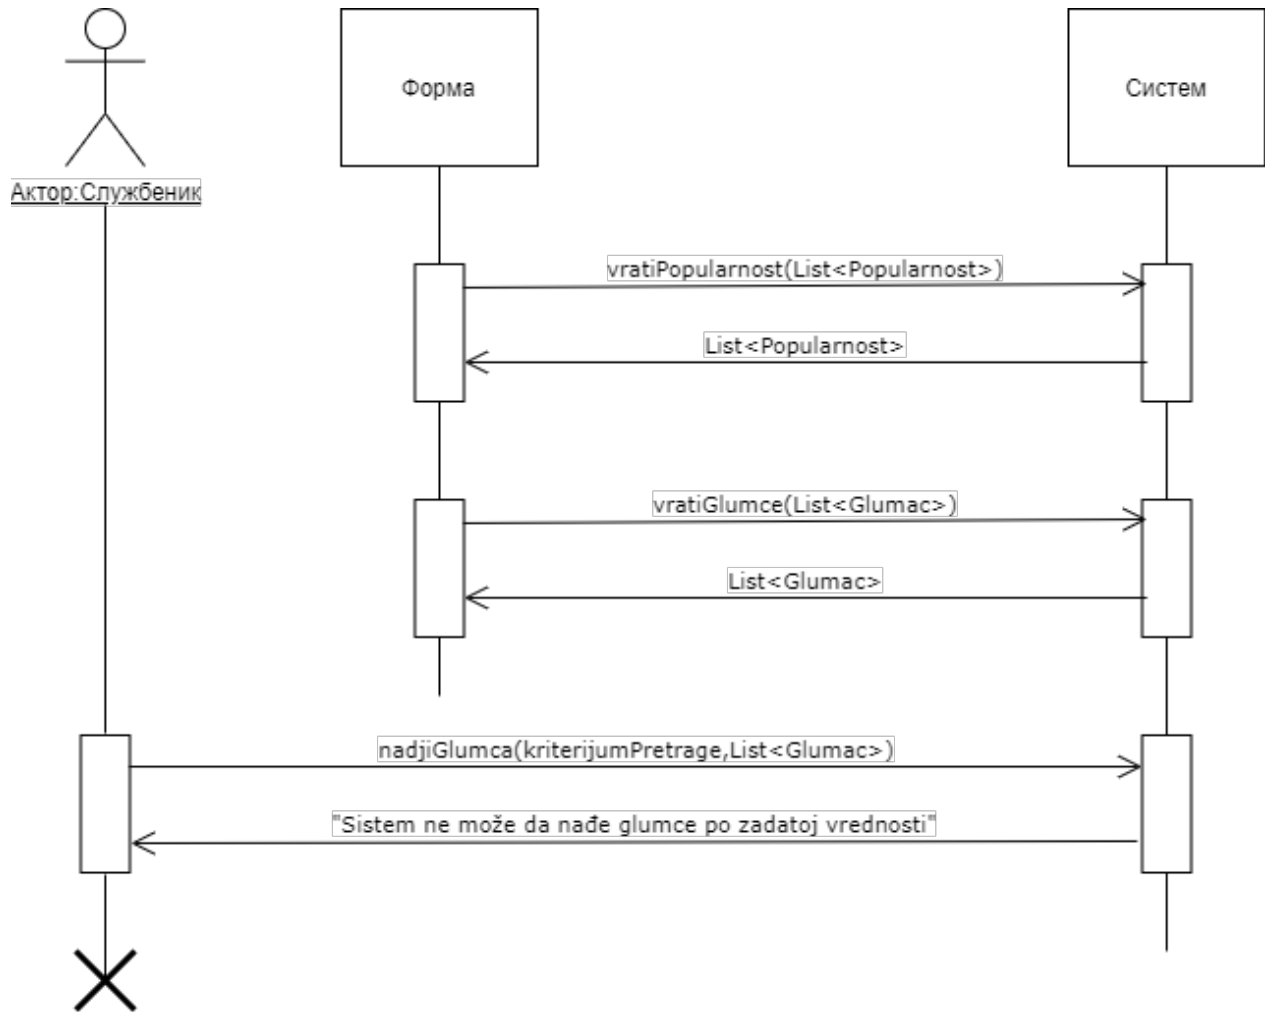 Форма
Систем
Актор:Службеник
vratiPopularnost(List<Popularnost>)
List<Popularnost>
vratiGlumce(List<Glumac>)
List<Glumac>
nadjiGlumca(kriterijumPretrage,List<Glumac>)
"Sistem ne može da nađe glumce po zadatoj vrednosti"